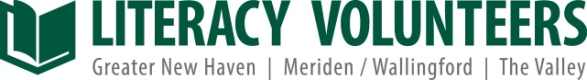 LITERACY VOLUNTEERS
Greater New Haven | Meriden / Wallingford | The Valley